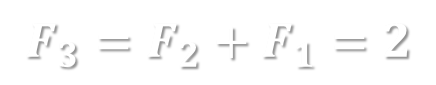 F₃ = F₂ + F₁ = 2